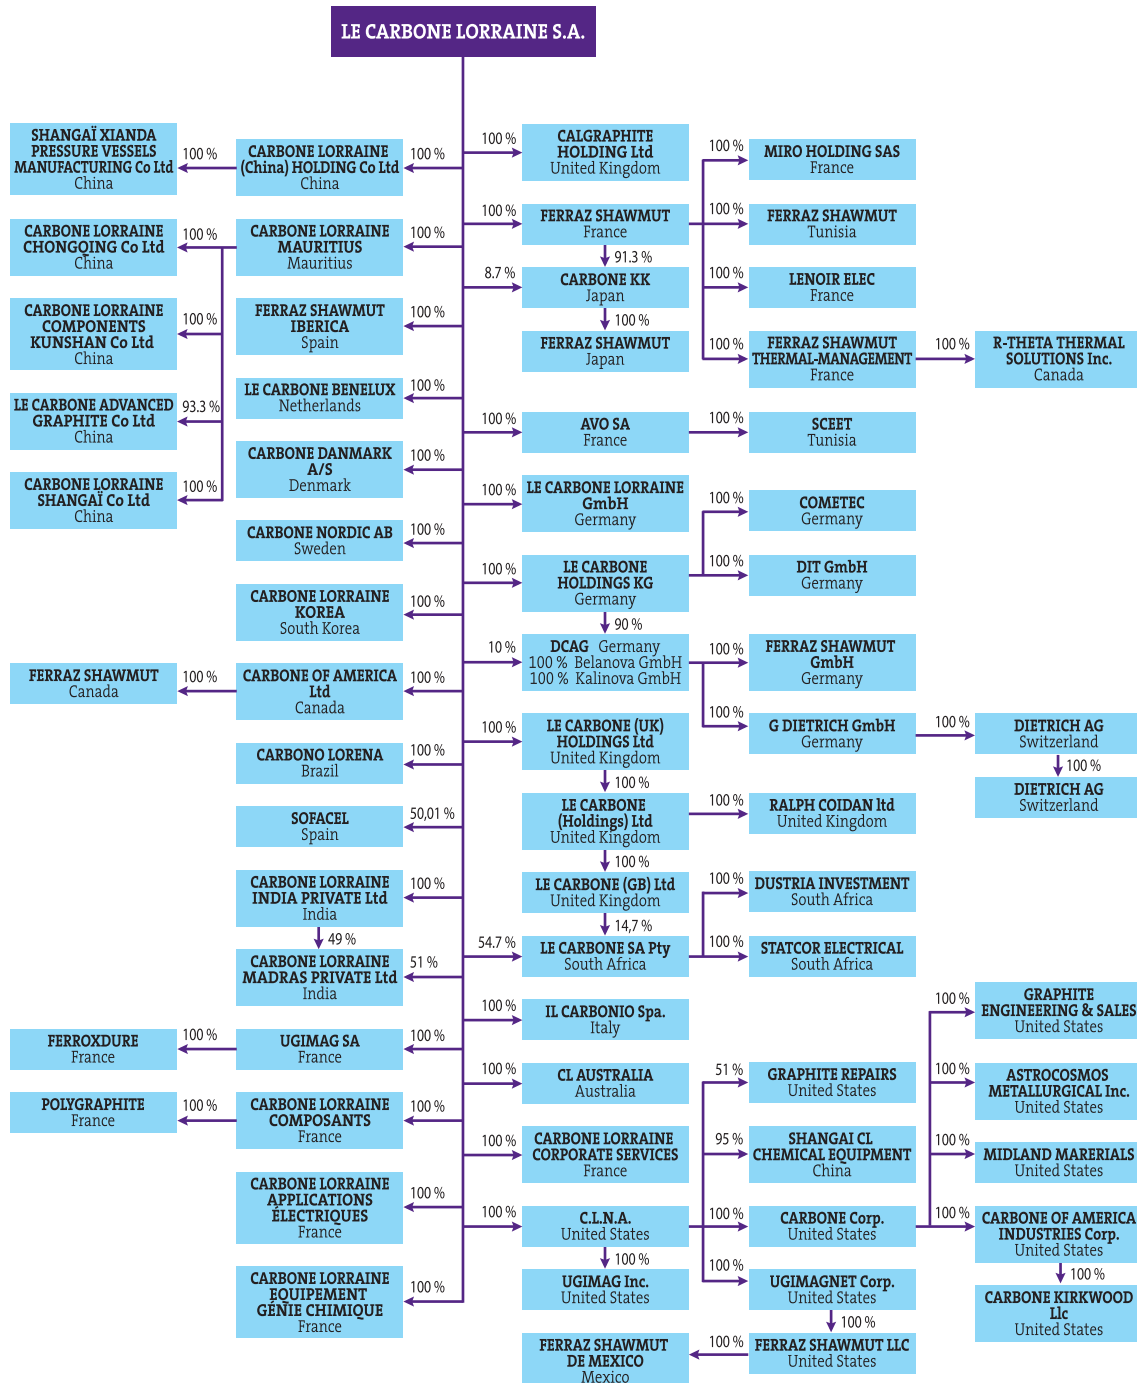 LE CARBONE LORRAINE S.A.
SHANGAÏ XIANDA
PRESSURE VESSELS
MANUFACTURING Co Ltd
China
100 %
CARBONE LORRAINE
(China) HOLDING Co Ltd
China
100 %
CARBONE LORRAINE
CHONGQING Co Ltd
China
100 %
CARBONE LORRAINE
MAURITIUS
Mauritius
100 %
CARBONE LORRAINE
COMPONENTS
KUNSHAN Co Ltd
China
100 %
FERRAZ SHAWMUT
IBERICA
Spain
100 %
LE CARBONE ADVANCED
GRAPHITE Co Ltd
China
93.3 %
LE CARBONE BENELUX
Netherlands
100 %
CARBONE LORRAINE
SHANGAÏ Co Ltd
China
100 %
CARBONE DANMARK
A/S
Denmark
100 %
CARBONE NORDIC AB
Sweden
100 %
CARBONE LORRAINE
KOREA
South Korea
100 %
FERRAZ SHAWMUT
Canada
100 %
CARBONE OF AMERICA
Ltd
Canada
100 %
CARBONO LORENA
Brazil
100 %
SOFACEL
Spain
50,01 %
CARBONE LORRAINE
INDIA PRIVATE Ltd
India
100 %
49 %
CARBONE LORRAINE
MADRAS PRIVATE Ltd
India
51 %
FERROXDURE
France
100 %
UGIMAG SA
France
100 %
POLYGRAPHITE
France
100 %
CARBONE LORRAINE
COMPOSANTS
France
100 %
CARBONE LORRAINE
APPLICATIONS
ÉLECTRIQUES
France
100 %
CARBONE LORRAINE
EQUIPEMENT
GÉNIE CHIMIQUE
France
100 %
100 %
CALGRAPHITE
HOLDING Ltd
United Kingdom
100 %
FERRAZ SHAWMUT
France
91.3 %
8.7 %
CARBONE KK
Japan
100 %
FERRAZ SHAWMUT
Japan
100 %
MIRO HOLDING SAS
France
100 %
FERRAZ SHAWMUT
Tunisia
100 %
LENOIR ELEC
France
100 %
FERRAZ SHAWMUT
THERMAL-MANAGEMENT
France
100 %
R-THETA THERMAL
SOLUTIONS Inc.
Canada
100 %
AVO SA
France
100 %
SCEET
Tunisia
100 %
LE CARBONE LORRAINE
GmbH
Germany
100 %
LE CARBONE
HOLDINGS KG
Germany
100 %
COMETEC
Germany
100 %
DIT GmbH
Germany
90 %
10 %
DCAG Germany
100 % Belanova GmbH
100 % Kalinova GmbH
100 %
FERRAZ SHAWMUT
GmbH
Germany
100 %
G DIETRICH GmbH
Germany
100 %
DIETRICH AG
Switzerland
100 %
DIETRICH AG
Switzerland
100 %
LE CARBONE (UK)
HOLDINGS Ltd
United Kingdom
100 %
LE CARBONE
(Holdings) Ltd
United Kingdom
100 %
RALPH COIDAN ltd
United Kingdom
100 %
LE CARBONE (GB) Ltd
United Kingdom
14,7 %
54.7 %
LE CARBONE SA Pty
South Africa
100 %
DUSTRIA INVESTMENT
South Africa
100 %
STATCOR ELECTRICAL
South Africa
100 %
IL CARBONIO Spa.
Italy
100 %
CL AUSTRALIA
Australia
100 %
CARBONE LORRAINE
CORPORATE SERVICES
France
100 %
C.L.N.A.
United States
100 %
UGIMAG Inc.
United States
51 %
GRAPHITE REPAIRS
United States
95 %
SHANGAI CL
CHEMICAL EQUIPMENT
China
100 %
CARBONE Corp.
United States
100 %
UGIMAGNET Corp.
United States
100 %
FERRAZ SHAWMUT LLC
United States
100 %
FERRAZ SHAWMUT
DE MEXICO
Mexico
100 %
GRAPHITE
ENGINEERING & SALES
United States
100 %
ASTROCOSMOS
METALLURGICAL Inc.
United States
100 %
MIDLAND MARERIALS
United States
100 %
CARBONE OF AMERICA
INDUSTRIES Corp.
United States
100 %
CARBONE KIRKWOOD
Llc
United States